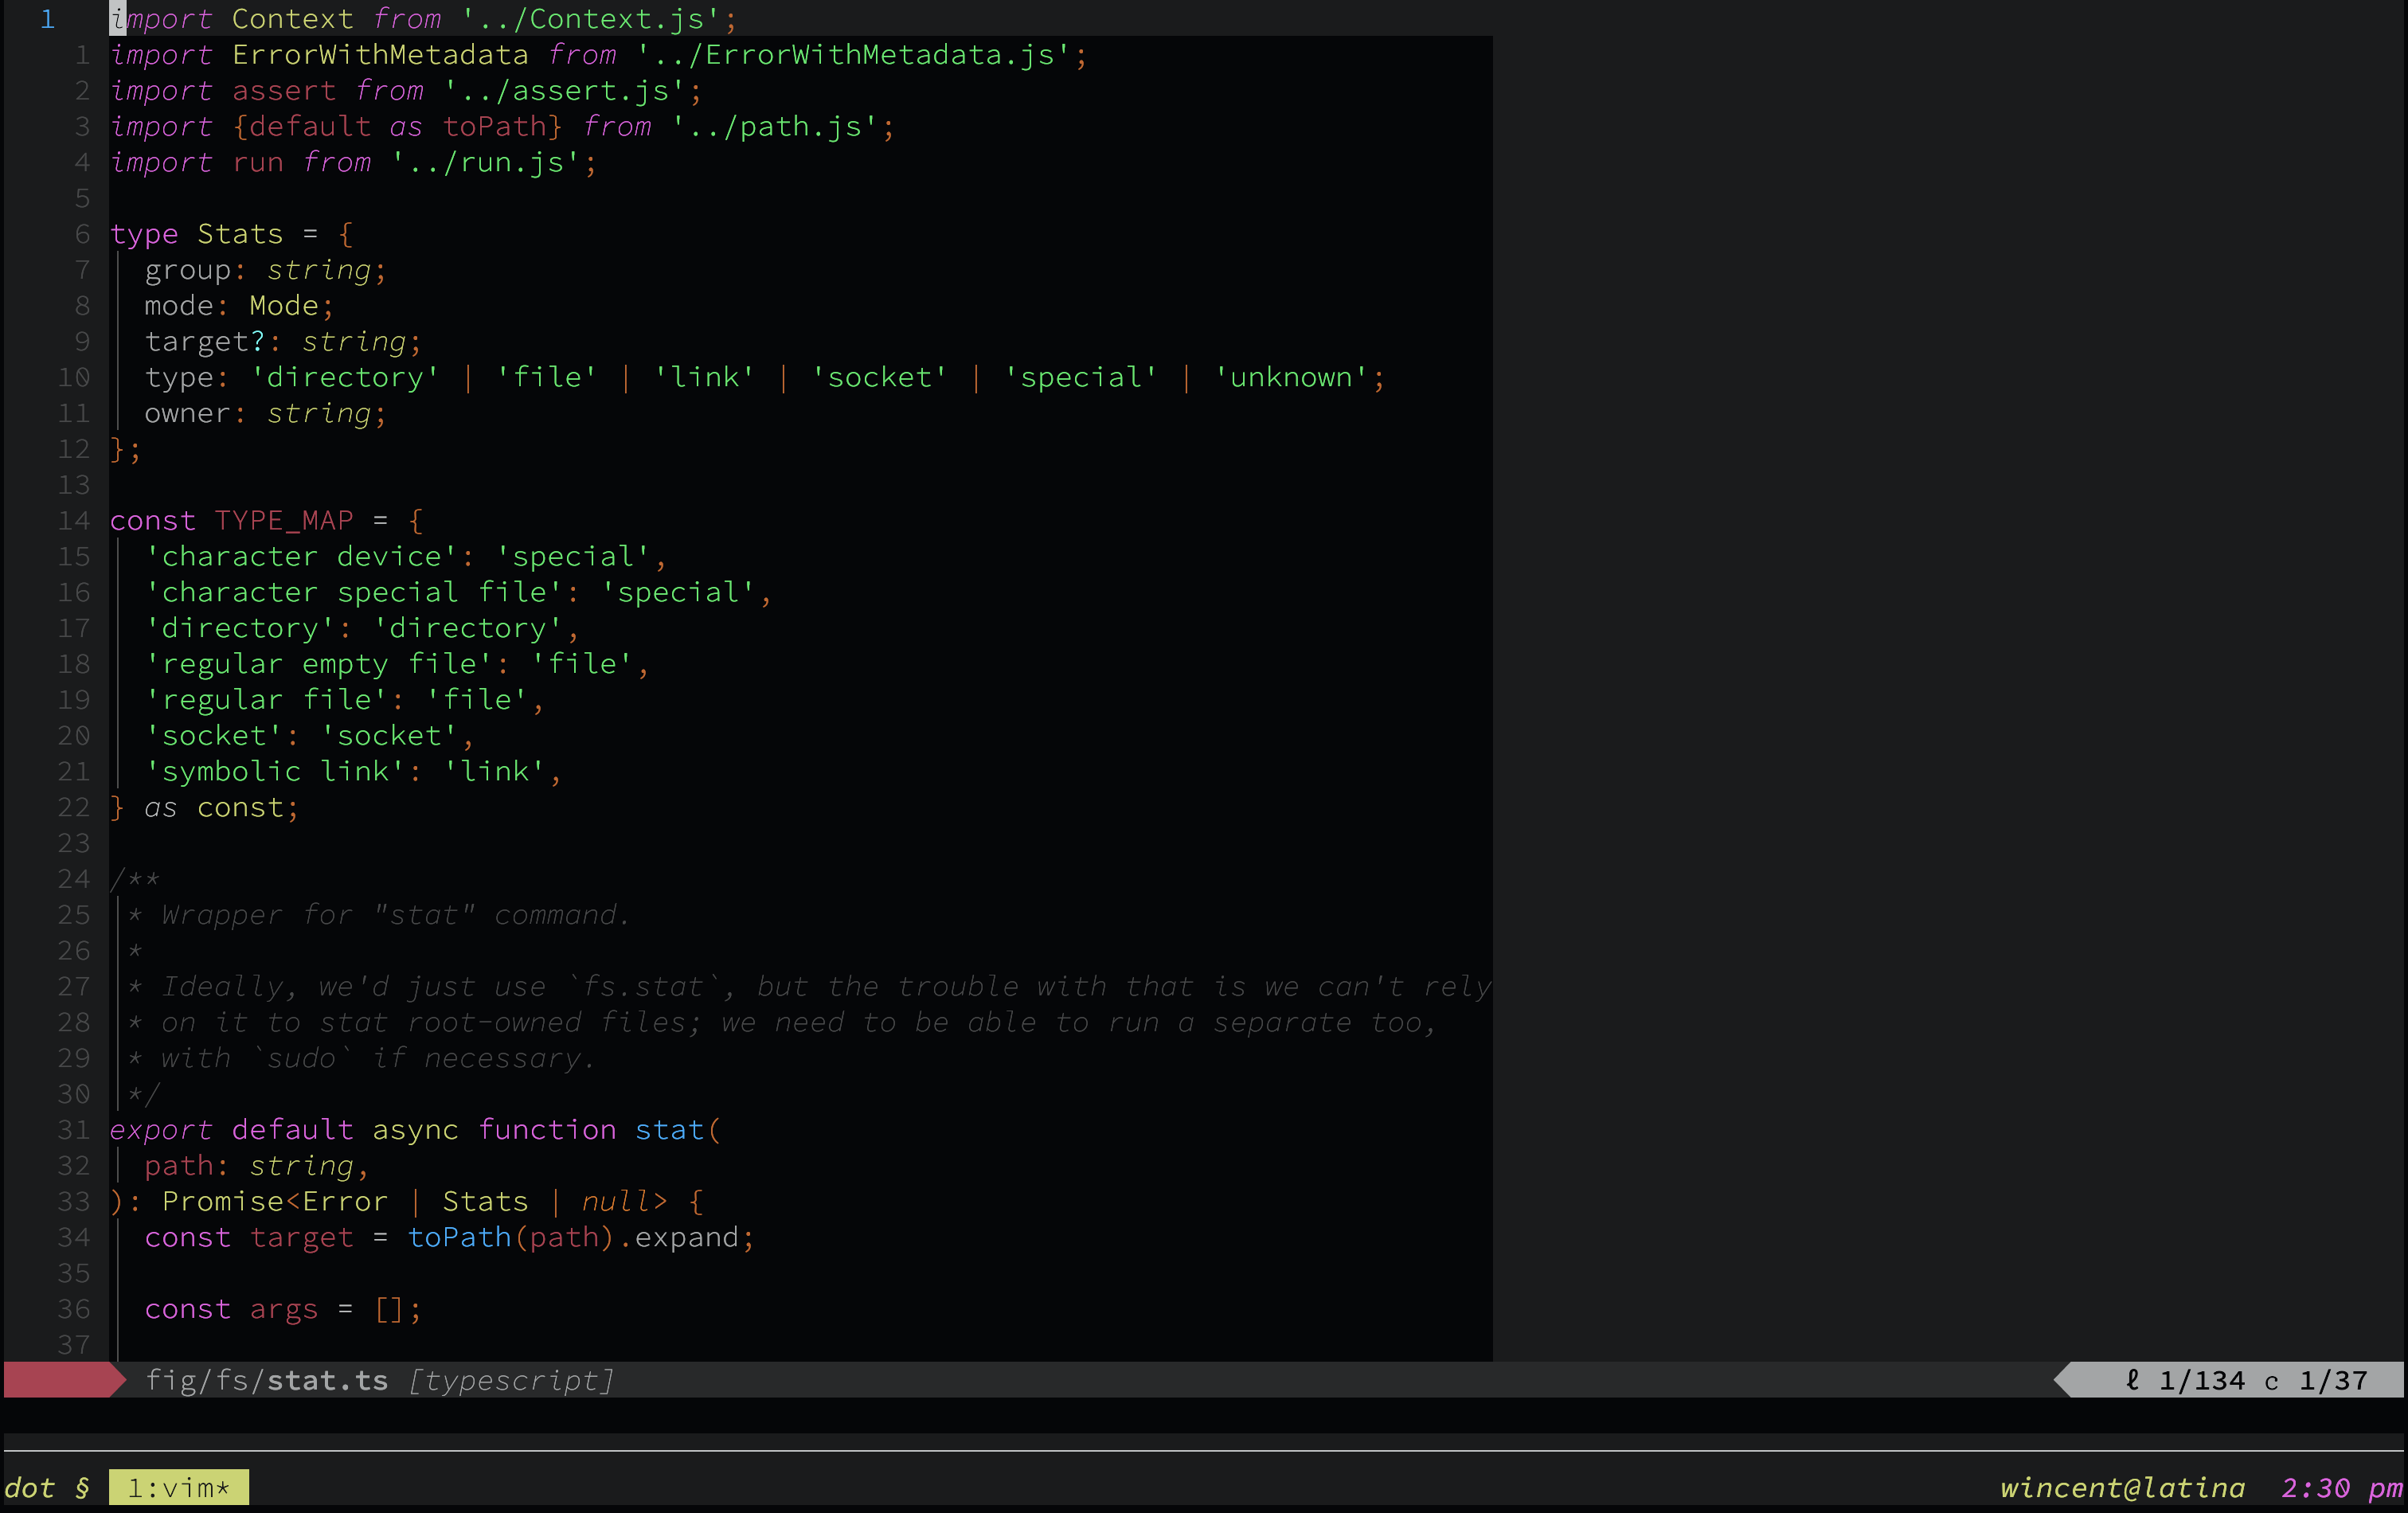 1 import Context from '../Context.js';
1 import ErrorWithMetadata from '../ErrorWithMetadata.js';
2 import assert from '../assert.js';
3 import {default as toPath} from '../path.js';
4 import run from '../run.js';
5
6 type Stats = {
7   group: string;
8   mode: Mode;
9   target?: string;
10   type: 'directory' | 'file' | 'link' | 'socket' | 'special' | 'unknown';
11   owner: string;
12 };
13
14 const TYPE_MAP = {
15   'character device': 'special',
16   'character special file': 'special',
17   'directory': 'directory',
18   'regular empty file': 'file',
19   'regular file': 'file',
20   'socket': 'socket',
21   'symbolic link': 'link',
22 } as const;
23
24 /**
25  * Wrapper for "stat" command.
26  *
27  * Ideally, we'd just use `fs.stat`, but the trouble with that is we can't rely
28  * on it to stat root-owned files; we need to be able to run a separate too,
29  * with `sudo` if necessary.
30  */
31 export default async function stat(
32   path: string,
33 ): Promise<Error | Stats | null> {
34   const target = toPath(path).expand;
35
36   const args = [];
37
fig/fs/stat.ts [typescript] ℓ 1/134 c 1/37
dot § 1:vim* wincent@latina 2:30 pm